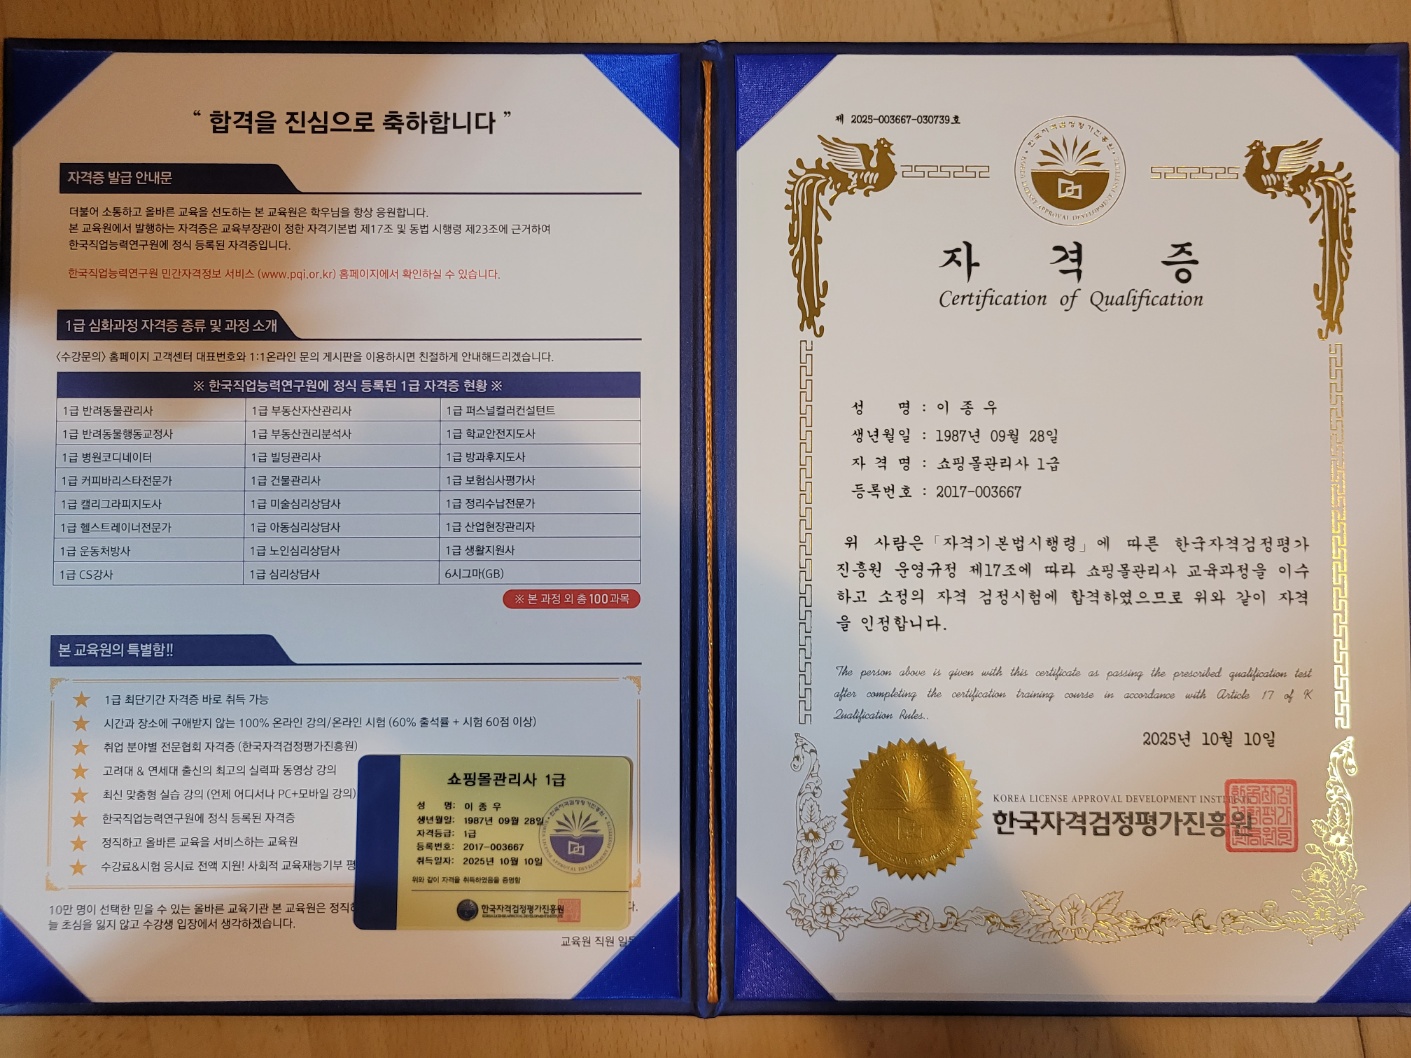 “ 합격을 진심으로 축하합니다 ”
자격증 발급 안내문
더불어 소통하고 올바른 교육을 선도하는 본 교육원은 학우님을 항상 응원합니다.
본 교육원에서 발행하는 자격증은 교육부장관이 정한 자격기본법 제17조 및 동법 시행령 제23조에 근거하여
한국직업능력연구원에 정식 등록된 자격증입니다.
한국직업능력연구원 민간자격정보 서비스 (www.pqi.or.kr) 홈페이지에서 확인하실 수 있습니다.
1급 심화과정 자격증 종류 및 과정 소개
<수강문의> 홈페이지 고객센터 대표번호와 1:1온라인 문의 게시판을 이용하시면 친절하게 안내해드리겠습니다.
※ 한국직업능력연구원에 정식 등록된 1급 자격증 현황 ※
1급 반려동물관리사 1급 부동산자산관리사 1급 퍼스널컬러컨설턴트
1급 반려동물행동교정사 1급 부동산권리분석사 1급 학교안전지도사
1급 병원코디네이터 1급 빌딩관리사 1급 방과후지도사
1급 커피바리스타전문가 1급 건물관리사 1급 보험심사평가사
1급 캘리그라피지도사 1급 미술심리상담사 1급 정리수납전문가
1급 헬스트레이너전문가 1급 아동심리상담사 1급 산업현장관리자
1급 운동처방사 1급 노인심리상담사 1급 생활지원사
1급 CS강사 1급 심리상담사 6시그마(GB)
※ 본 과정 외 총 100과목
본 교육원의 특별함!!
1급 최단기간 자격증 바로 취득 가능
시간과 장소에 구애받지 않는 100% 온라인 강의/온라인 시험 (60% 출석률 + 시험 60점 이상)
취업 분야별 전문협회 자격증 (한국자격검정평가진흥원)
고려대 & 연세대 출신의 최고의 실력파 동영상 강의
최신 맞춤형 실습 강의 (언제 어디서나 PC+모바일 강의)
한국직업능력연구원에 정식 등록된 자격증
정직하고 올바른 교육을 서비스하는 교육원
수강료&시험 응시료 전액 지원! 사회적 교육재능기부 평
10만 명이 선택한 믿을 수 있는 올바른 교육기관 본 교육원은 정직하 다.
늘 초심을 잃지 않고 수강생 입장에서 생각하겠습니다.
교육원 직원 일동
쇼핑몰관리사 1급
성 명: 이 종 우
생년월일: 1987년 09월 28일
자격등급: 1급
등록번호: 2017-003667
취득일자: 2025년 10월 10일
위와 같이 자격을 취득하였음을 증명함
한국자격검정평가진흥원
제 2025-003667-030739호
자 격 증
Certification of Qualification
성 명 : 이 종 우
생년월일 : 1987년 09월 28일
자 격 명 : 쇼핑몰관리사 1급
등록번호 : 2017-003667
위 사람은「자격기본법시행령」에 따른 한국자격검정평가
진흥원 운영규정 제17조에 따라 쇼핑몰관리사 교육과정을 이수
하고 소정의 자격 검정시험에 합격하였으므로 위와 같이 자격
을 인정합니다.
The person above is given with this certificate as passing the prescribed qualification test
after completing the certification training course in accordance with Article 17 of K
Qualification Rules..
2025년 10월 10일
KOREA LICENSE APPROVAL DEVELOPMENT INSTITUTE
한국자격검정평가진흥원